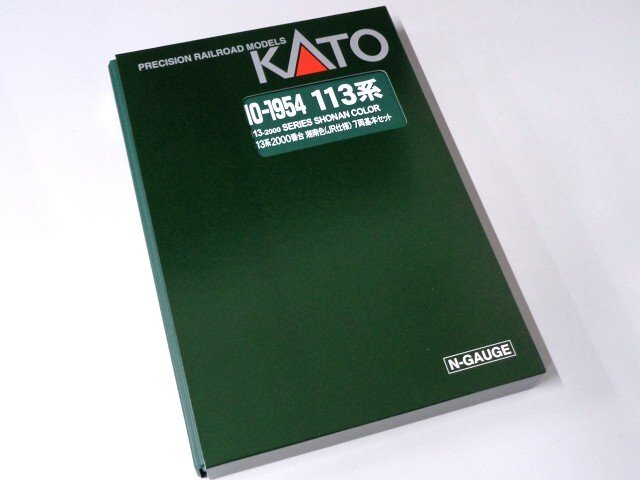 PRECISION RAILROAD MODELS
KATO
10-1954 113系
13-2000 SERIES SHONAN COLOR
13系2000番台 湘南色(JR仕様) 7両基本セット
N-GAUGE